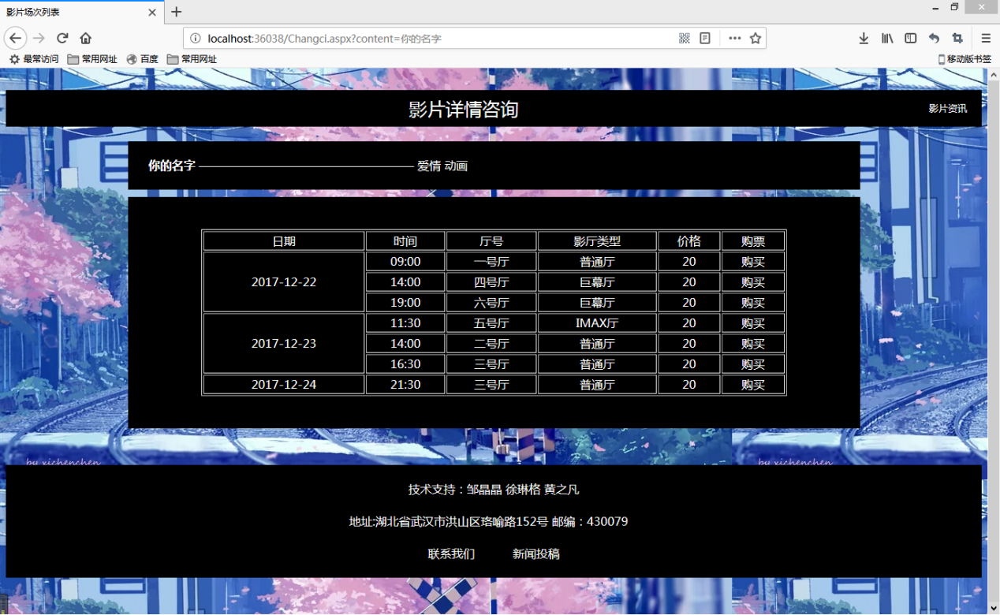 影片场次列表
localhost:36038/Changci.aspx?content=你的名字
最常访问 常用网址 百度 常用网址 移动版书签
影片详情咨询 影片资讯
你的名字 —————————————————— 爱情 动画
日期 时间 厅号 影厅类型 价格 购票
2017-12-22 09:00 一号厅 普通厅 20 购买
14:00 四号厅 巨幕厅 20 购买
19:00 六号厅 巨幕厅 20 购买
2017-12-23 11:30 五号厅 IMAX厅 20 购买
14:00 二号厅 普通厅 20 购买
16:30 三号厅 普通厅 20 购买
2017-12-24 21:30 三号厅 普通厅 20 购买
by xichenchen by xichenchen
技术支持：邹晶晶 徐琳格 黄之凡
地址:湖北省武汉市洪山区珞喻路152号 邮编：430079
联系我们 新闻投稿